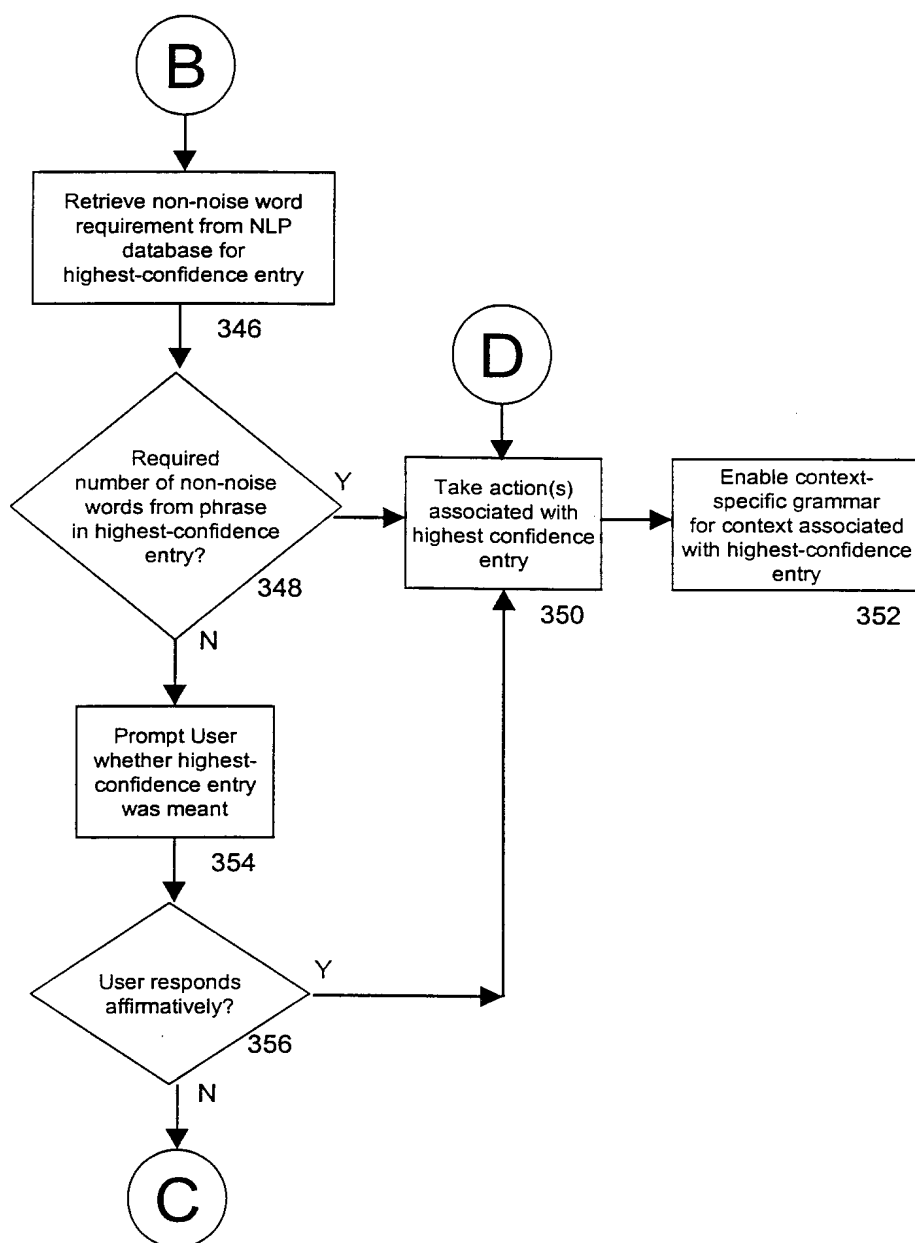 B
Retrieve non-noise word
requirement from NLP
database for
highest-confidence entry
346
D
Required
number of non-noise
words from phrase
in highest-confidence
entry?
Y
348
N
Take action(s)
associated with
highest confidence
entry
350
Enable context-
specific grammar
for context associated
with highest-confidence
entry
352
Prompt User
whether highest-
confidence entry
was meant
354
User responds
affirmatively?
Y
356
N
C